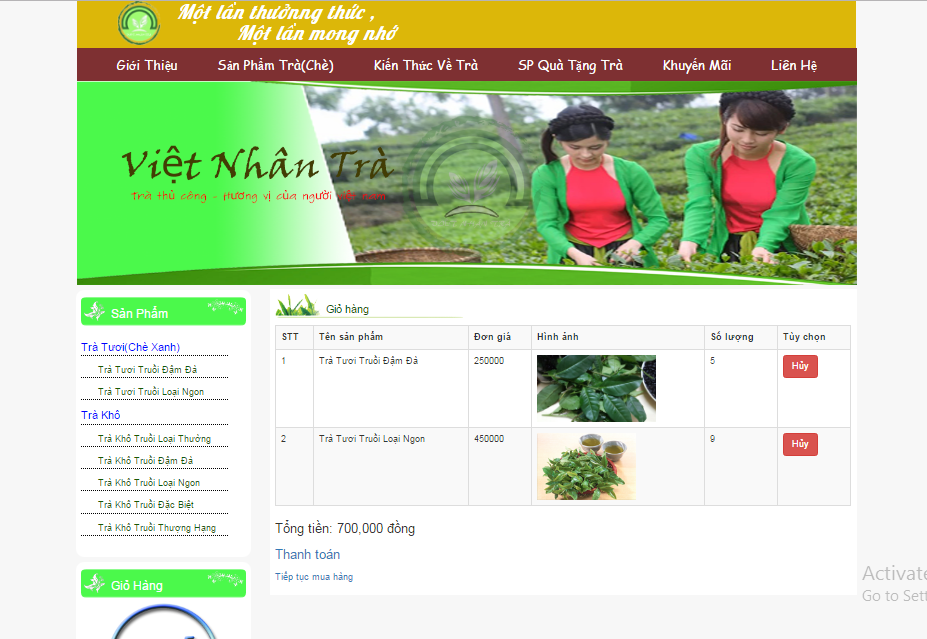 Một lần thưởnng thức ,
Một lần mong nhớ
Giới Thiệu Sản Phẩm Trà(Chè) Kiến Thức Về Trà SP Quà Tặng Trà Khuyến Mãi Liên Hệ
Việt Nhân Trà
Trà thủ công - Hương vị của người Việt Nam
Sản Phẩm
Trà Tươi(Chè Xanh)
Trà Tươi Truồi Đậm Đà
Trà Tươi Truồi Loại Ngon
Trà Khô
Trà Khô Truồi Loại Thường
Trà Khô Truồi Đậm Đà
Trà Khô Truồi Loại Ngon
Trà Khô Truồi Đặc Biệt
Trà Khô Truồi Thượng Hạng
Giỏ Hàng
Giỏ hàng
STT Tên sản phẩm Đơn giá Hình ảnh Số lượng Tùy chọn
1 Trà Tươi Truồi Đậm Đà 250000 5 Hủy
2 Trà Tươi Truồi Loại Ngon 450000 9 Hủy
Tổng tiền: 700,000 đồng
Thanh toán
Tiếp tục mua hàng
Activate
Go to Sett